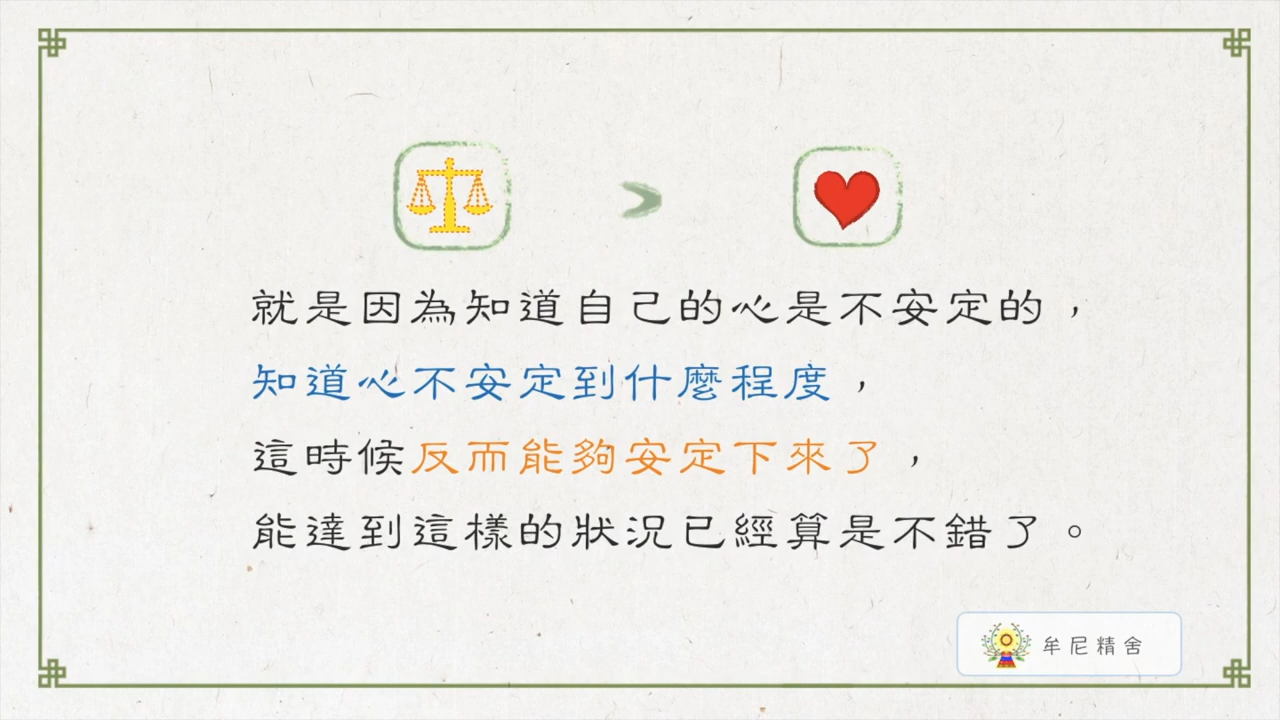 就是因為知道自己的心是不安定的，
知道心不安定到什麼程度，
這時候反而能夠安定下來了，
能達到這樣的狀況已經算是不錯了。
牟尼精舍